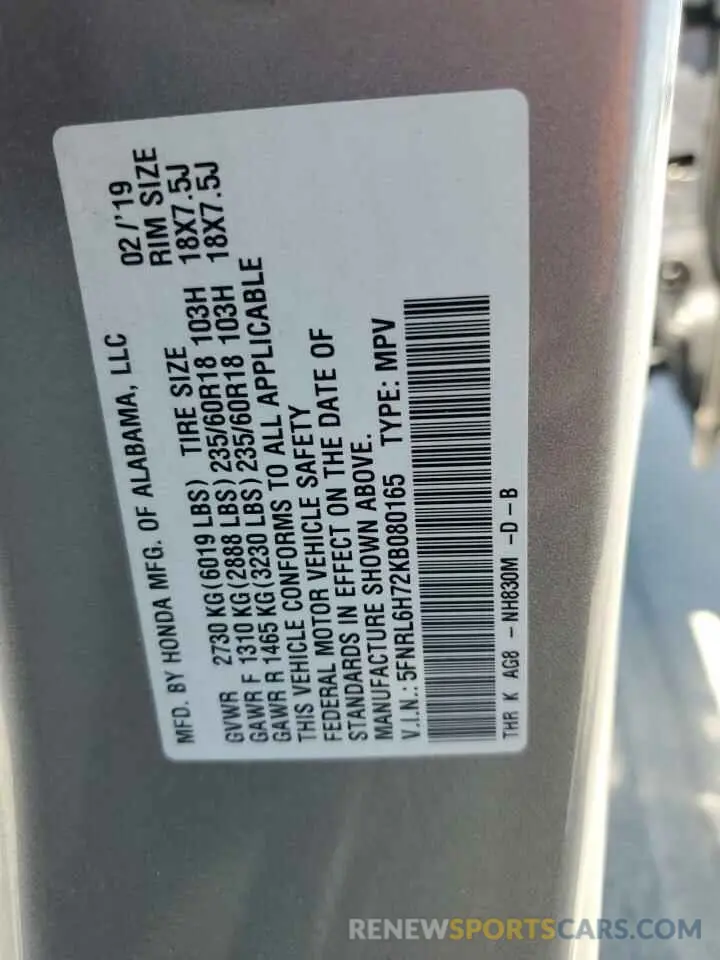 MFD. BY HONDA MFG. OF ALABAMA, LLC 02/'19
GVWR 2730 KG (6019 LBS) TIRE SIZE RIM SIZE
GAWR F 1310 KG (2888 LBS) 235/60R18 103H 18X7.5J
GAWR R 1465 KG (3230 LBS) 235/60R18 103H 18X7.5J
THIS VEHICLE CONFORMS TO ALL APPLICABLE
FEDERAL MOTOR VEHICLE SAFETY
STANDARDS IN EFFECT ON THE DATE OF
MANUFACTURE SHOWN ABOVE.
V.I.N.: 5FNRL6H72KB080165 TYPE: MPV
THR K AG8 - NH830M -D-B
RENEWSPORTSCARS.COM